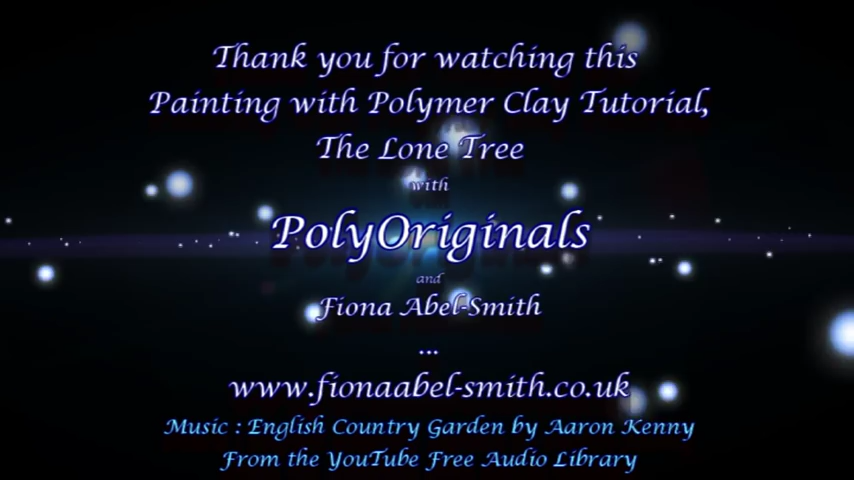 Thank you for watching this
Painting with Polymer Clay Tutorial,
The Lone Tree
with
PolyOriginals
and
Fiona Abel-Smith
...
www.fionaabel-smith.co.uk
Music : English Country Garden by Aaron Kenny
From the YouTube Free Audio Library